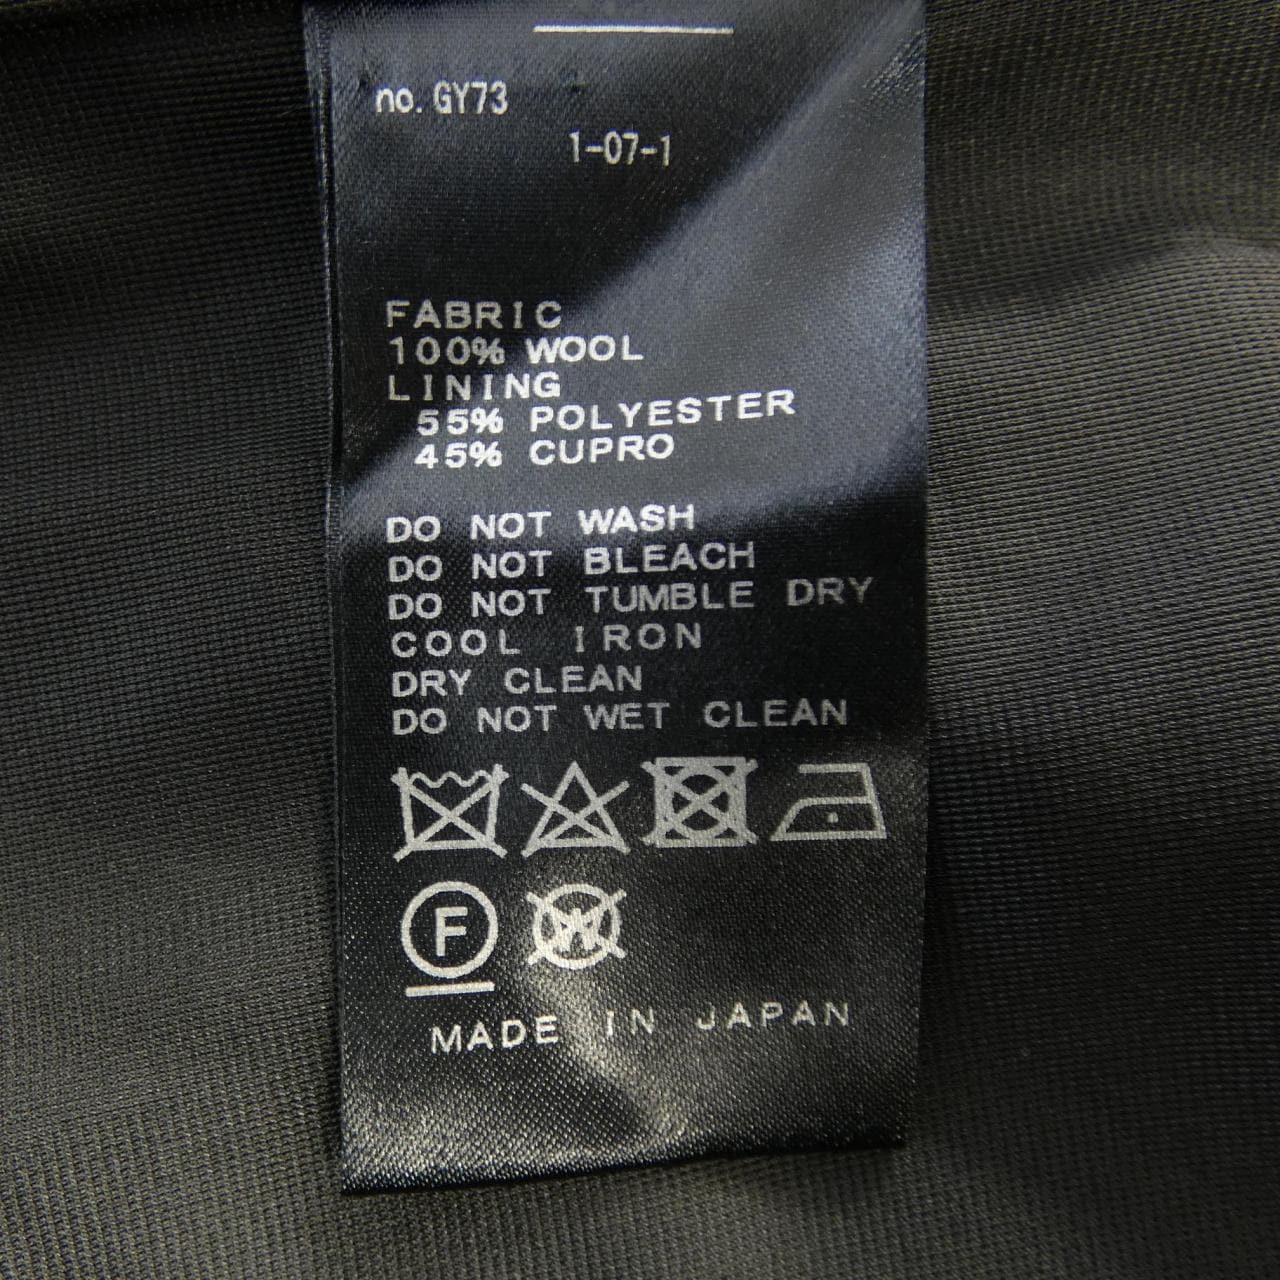 no. GY73
1-07-1
FABRIC
100% WOOL
LINING
55% POLYESTER
45% CUPRO
DO NOT WASH
DO NOT BLEACH
DO NOT TUMBLE DRY
COOL IRON
DRY CLEAN
DO NOT WET CLEAN
F W
MADE IN JAPAN